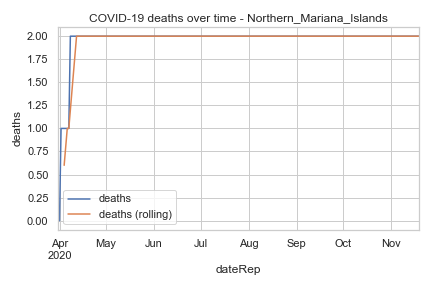 COVID-19 deaths over time - Northern_Mariana_Islands
deaths
2.00
1.75
1.50
1.25
1.00
0.75
0.50
0.25
0.00
deaths
deaths (rolling)
Apr May Jun Jul Aug Sep Oct Nov
2020
dateRep